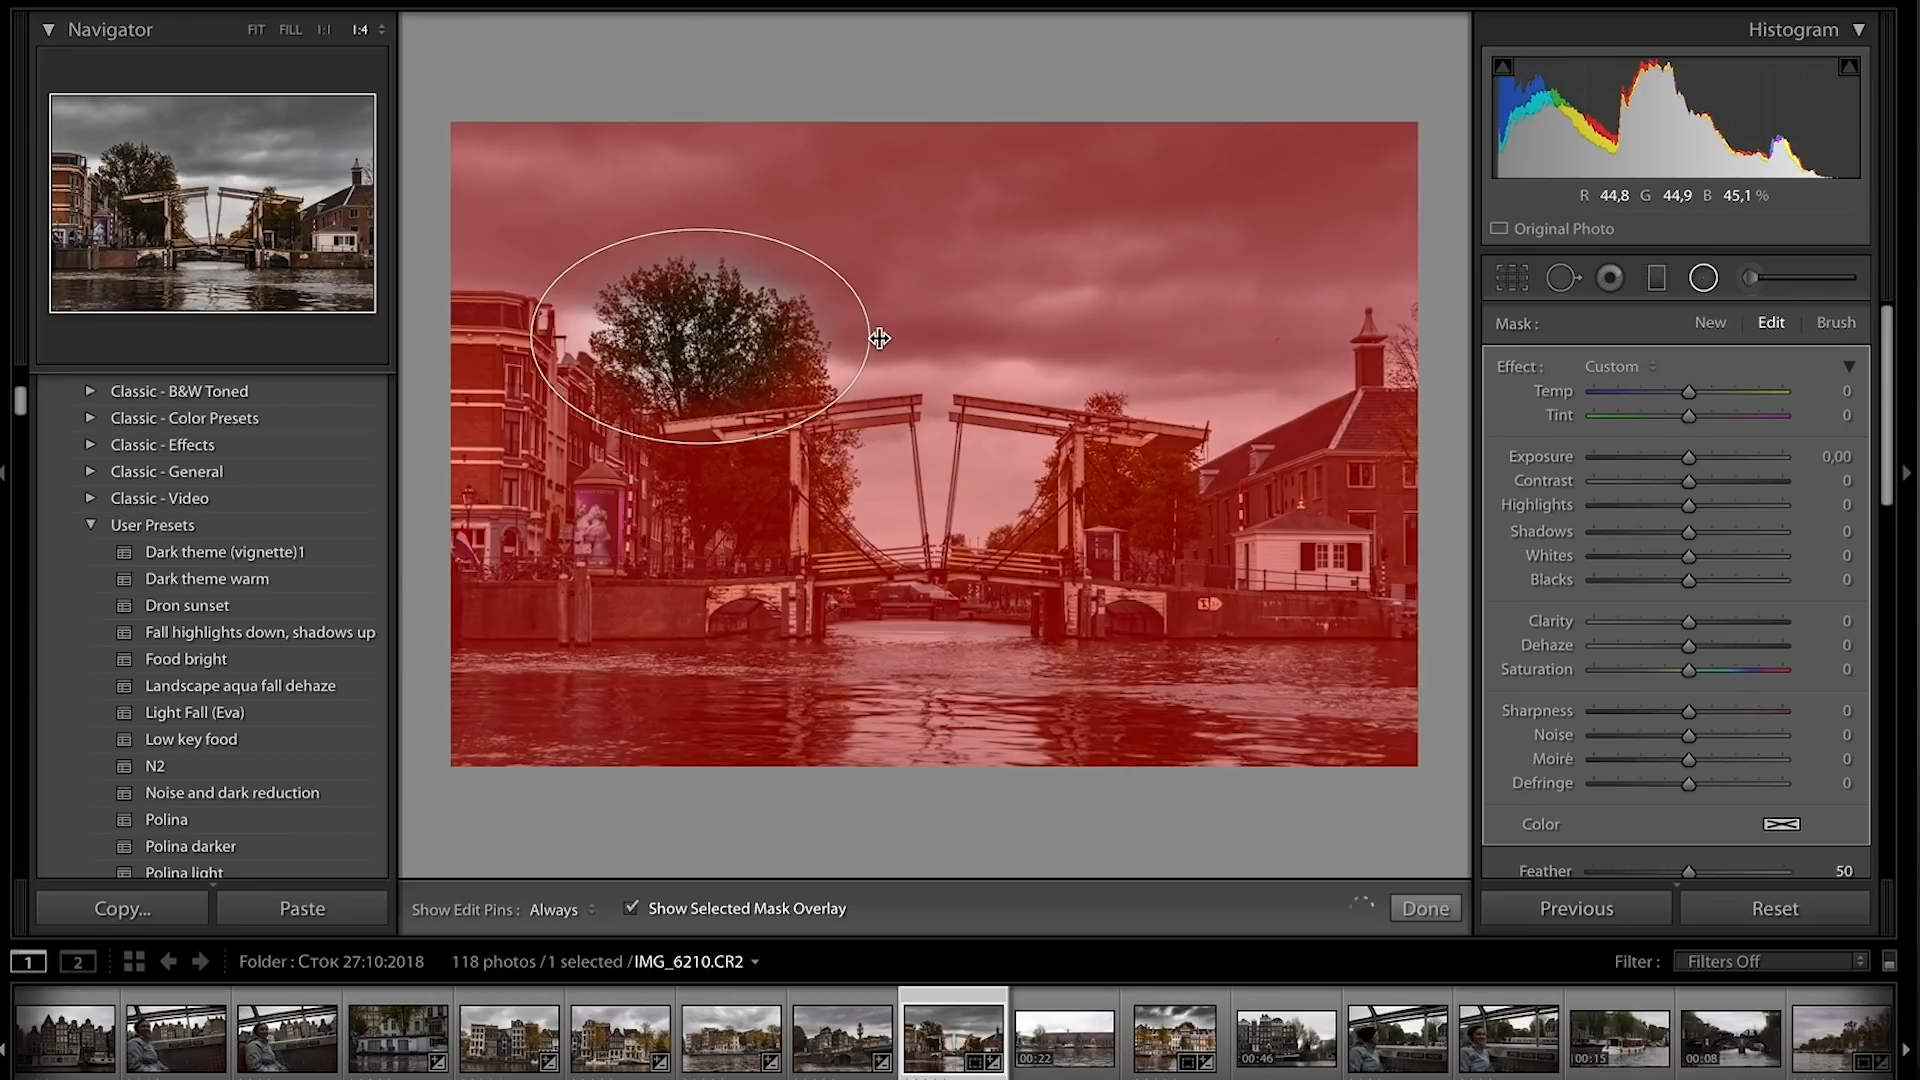 Navigator
FIT FILL 1:1 1:4
Classic - B&W Toned
Classic - Color Presets
Classic - Effects
Classic - General
Classic - Video
User Presets
Dark theme (vignette)1
Dark theme warm
Dron sunset
Fall highlights down, shadows up
Food bright
Landscape aqua fall dehaze
Light Fall (Eva)
Low key food
N2
Noise and dark reduction
Polina
Polina darker
Polina light
Copy...
Paste
Show Edit Pins : Always
Show Selected Mask Overlay
Done
Histogram
R 44,8 G 44,9 B 45,1 %
Original Photo
Mask : New Edit Brush
Effect : Custom
Temp 0
Tint 0
Exposure 0,00
Contrast 0
Highlights 0
Shadows 0
Whites 0
Blacks 0
Clarity 0
Dehaze 0
Saturation 0
Sharpness 0
Noise 0
Moiré 0
Defringe 0
Color
Feather 50
Previous
Reset
1 2 Folder : Сток 27:10:2018 118 photos /1 selected /IMG_6210.CR2
Filter : Filters Off
00:22
00:46
00:15
00:08